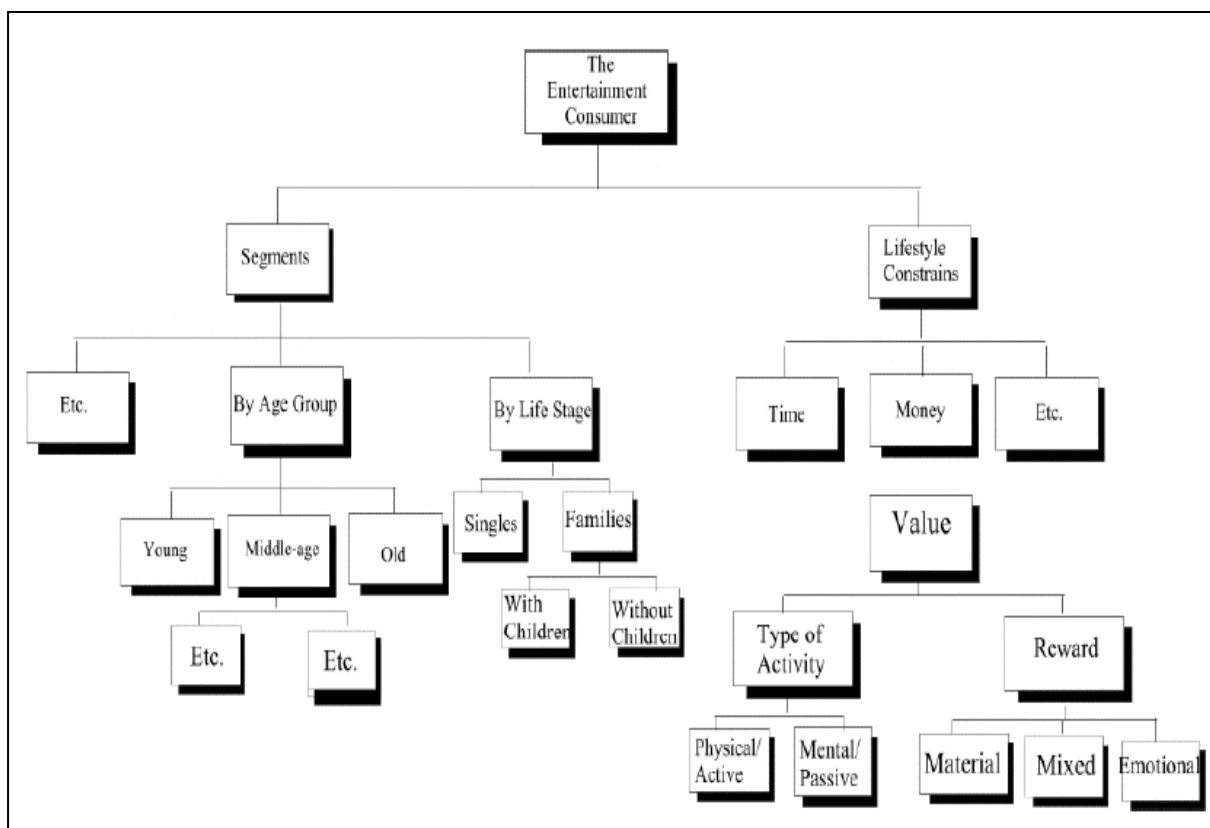 The
Entertainment
Consumer
Segments
Lifestyle
Constrains
Etc.
By Age Group
By Life Stage
Time
Money
Etc.
Young
Middle-age
Old
Singles
Families
Value
Etc.
Etc.
With
Children
Without
Children
Type of
Activity
Reward
Physical/
Active
Mental/
Passive
Material
Mixed
Emotional